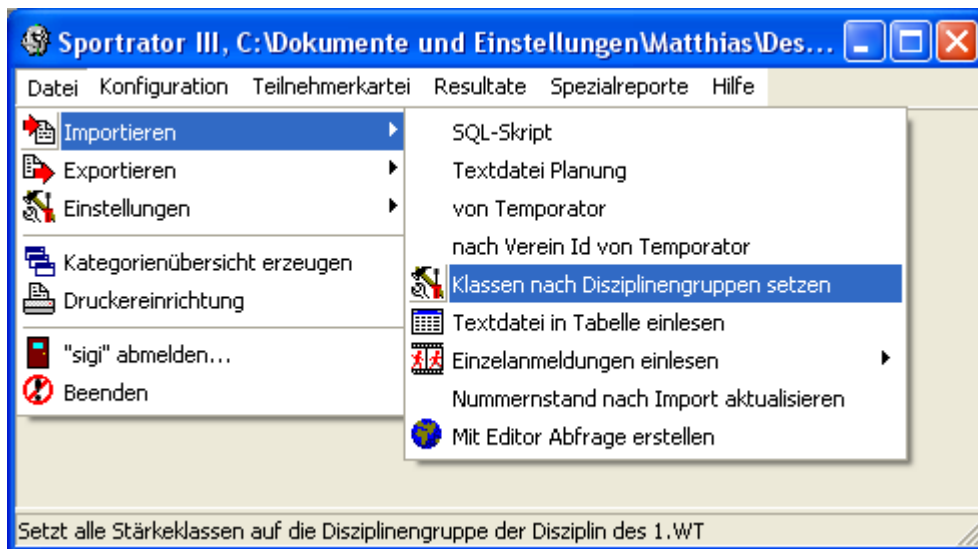 Sportrator III, C:\Dokumente und Einstellungen\Matthias\Des...
Datei Konfiguration Teilnehmerkartei Resultate Spezialreporte Hilfe
Importieren
Exportieren
Einstellungen
Kategorienübersicht erzeugen
Druckereinrichtung
"sigi" abmelden...
Beenden
SQL-Skript
Textdatei Planung
von Temporator
nach Verein Id von Temporator
Klassen nach Disziplinengruppen setzen
Textdatei in Tabelle einlesen
Einzelanmeldungen einlesen
Nummernstand nach Import aktualisieren
Mit Editor Abfrage erstellen
Setzt alle Stärkeklassen auf die Disziplinengruppe der Disziplin des 1.WT